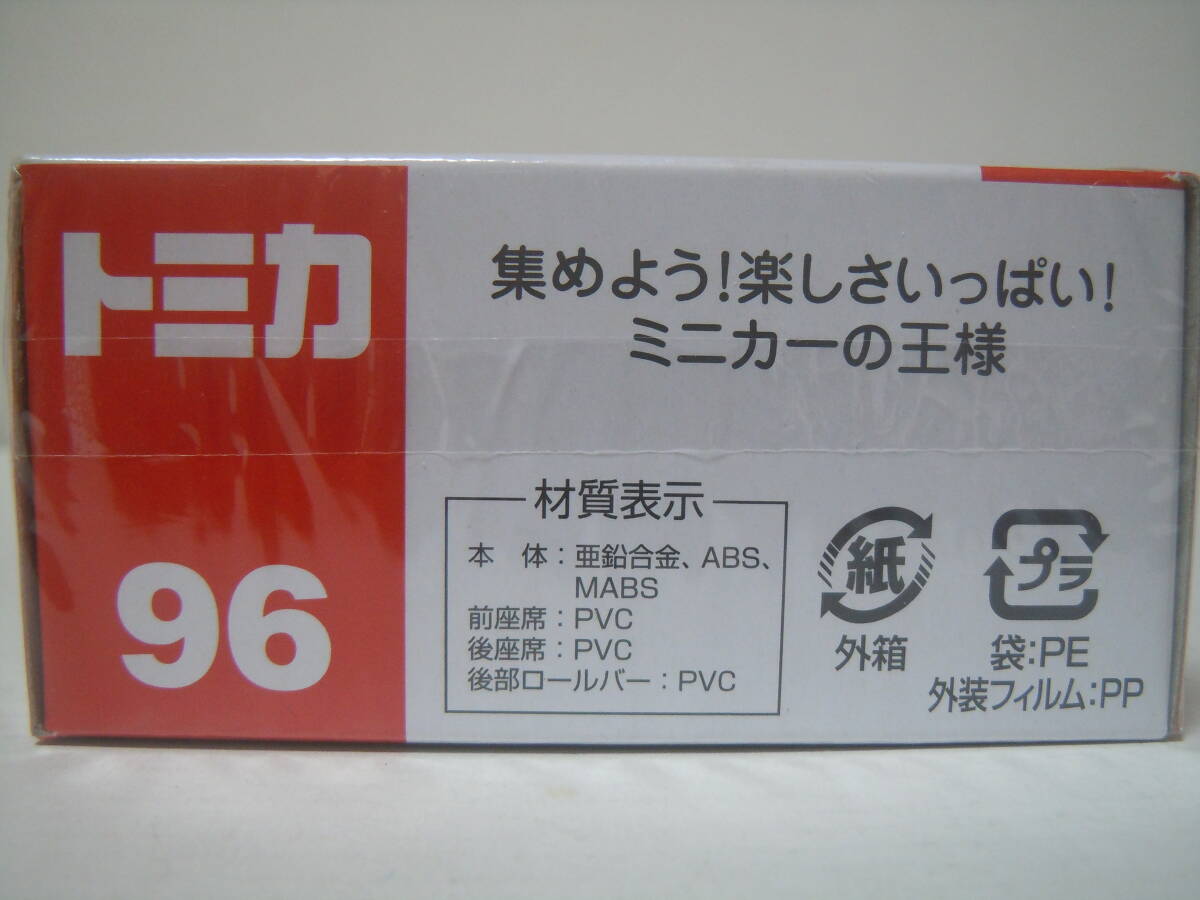 トミカ
96
集めよう!楽しさいっぱい!
ミニカーの王様
材質表示
本 体：亜鉛合金、ABS、
MABS
前座席：PVC
後座席：PVC
後部ロールバー：PVC
紙
外箱
プラ
袋:PE
外装フィルム:PP